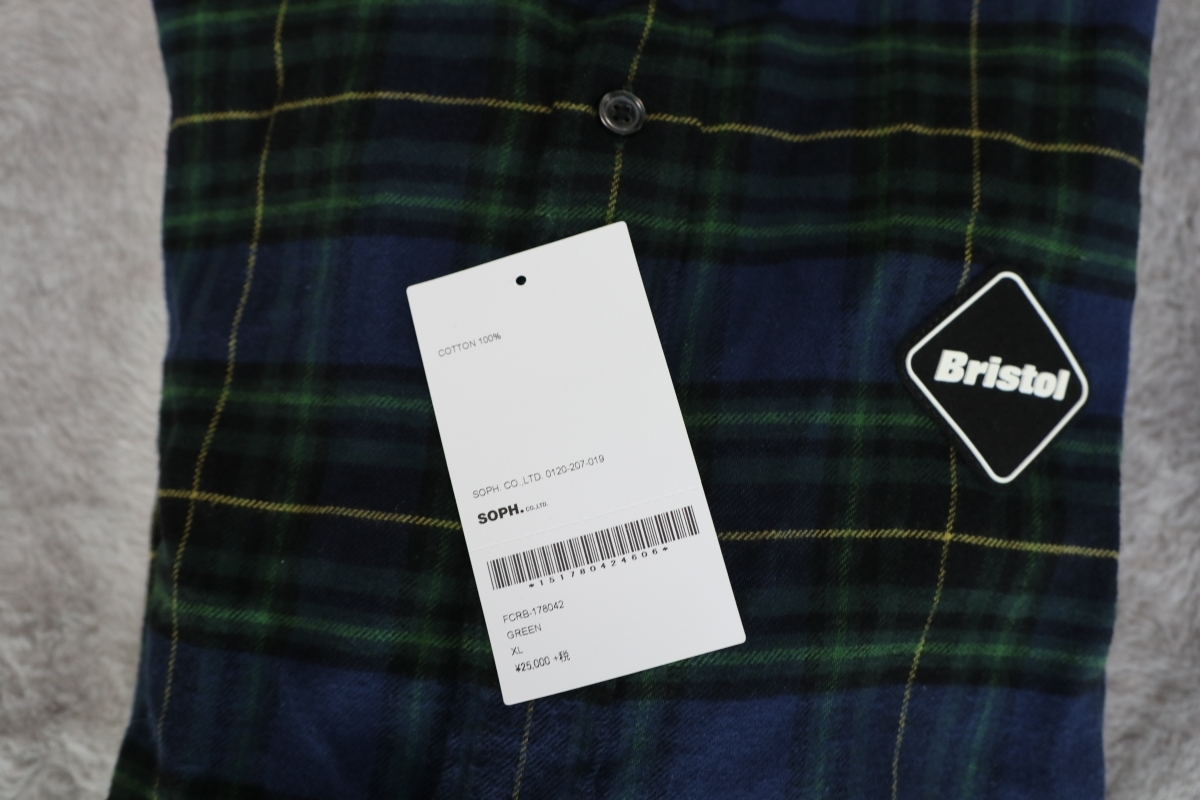 COTTON 100%
SOPH. CO.,LTD. 0120-207-019
SOPH. CO.,LTD.
*151780424606*
FCRB-178042
GREEN
XL
¥25,000 +税
Bristol